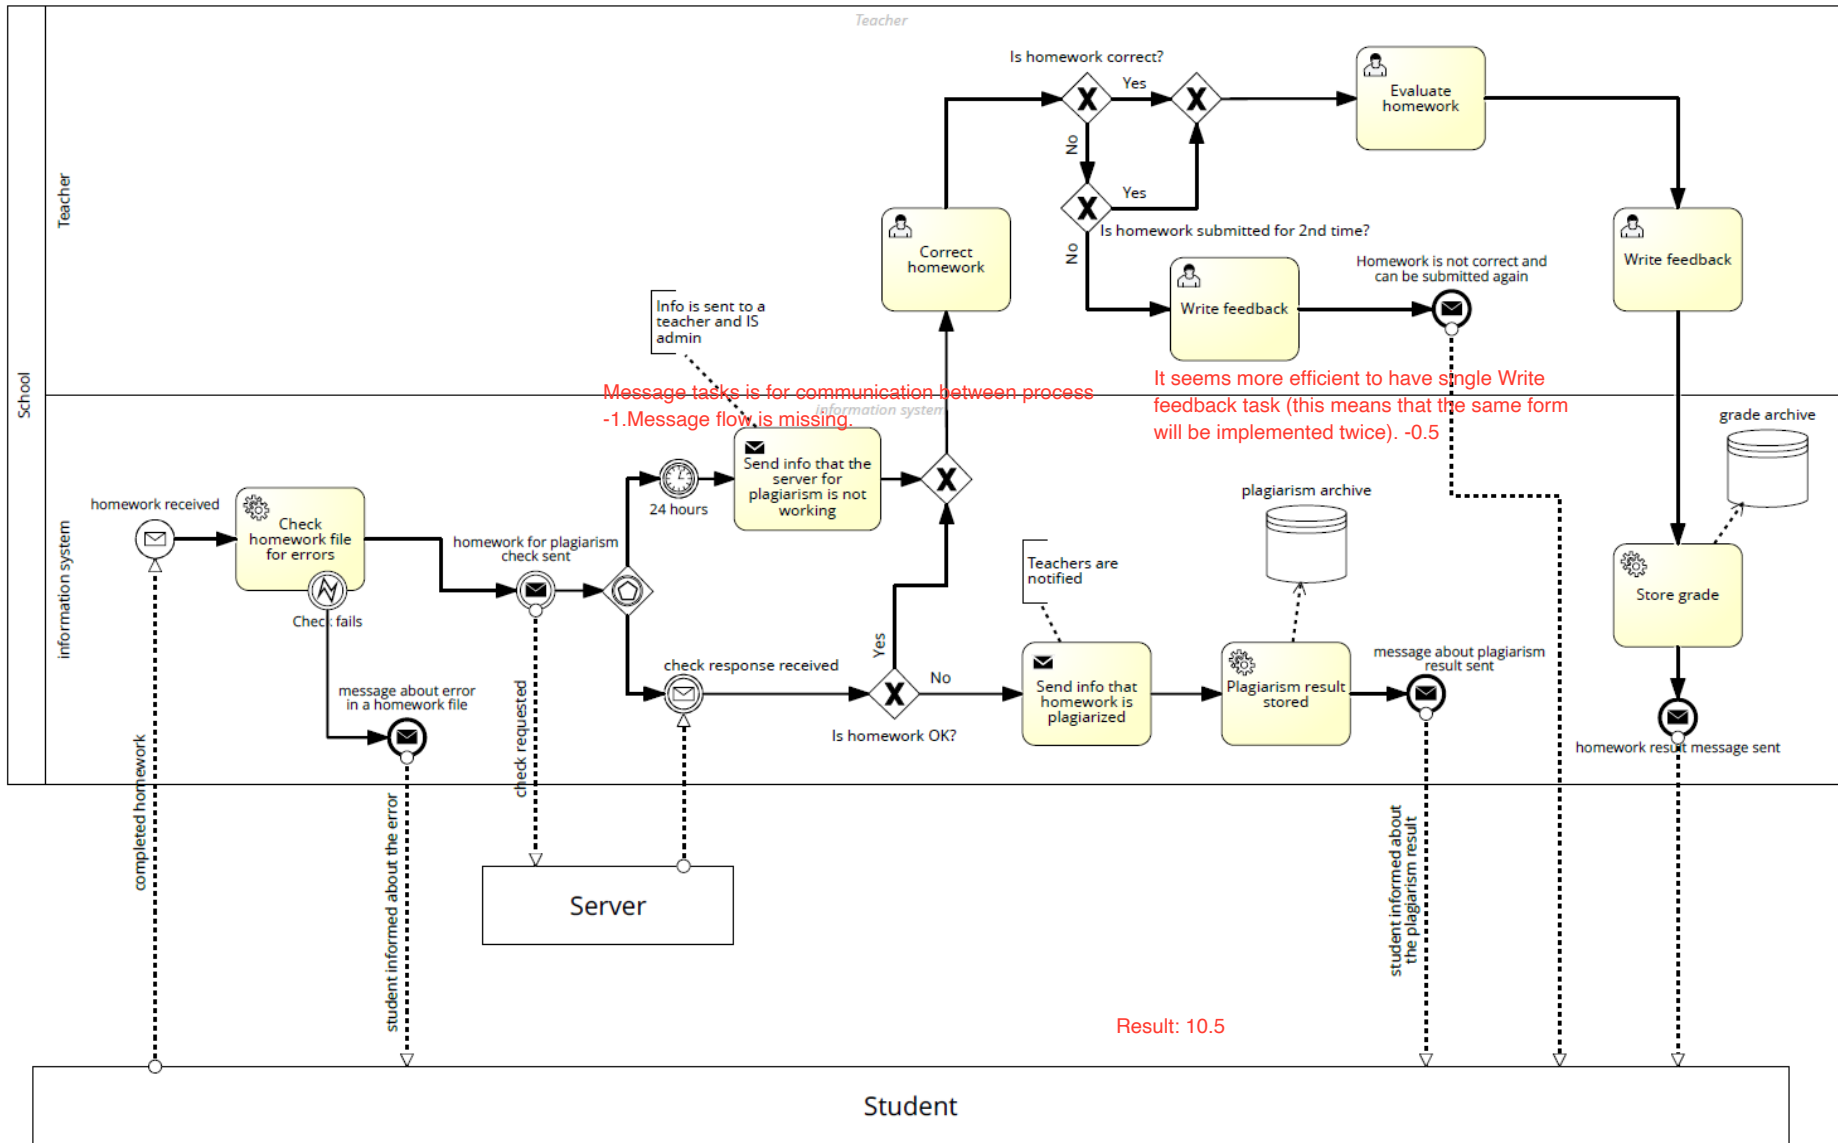 Teacher
Is homework correct?
Yes
Evaluate
homework
No
Yes
Is homework submitted for 2nd time?
No
Teacher
Correct
homework
Write feedback
Homework is not correct and
can be submitted again
Write feedback
Info is sent to a
teacher and IS
admin
Message tasks is for communication between process
-1.Message flow is missing.
It seems more efficient to have single Write
feedback task (this means that the same form
will be implemented twice). -0.5
School
information system
information system
grade archive
homework received
Check
homework file
for errors
Check fails
homework for plagiarism
check sent
24 hours
Send info that the
server for
plagiarism is not
working
plagiarism archive
Teachers are
notified
Store grade
message about error
in a homework file
check response received
Yes
No
Is homework OK?
Send info that
homework is
plagiarized
Plagiarism result
stored
message about plagiarism
result sent
homework result message sent
completed homework
student informed about the error
check requested
student informed about
the plagiarism result
Server
Result: 10.5
Student